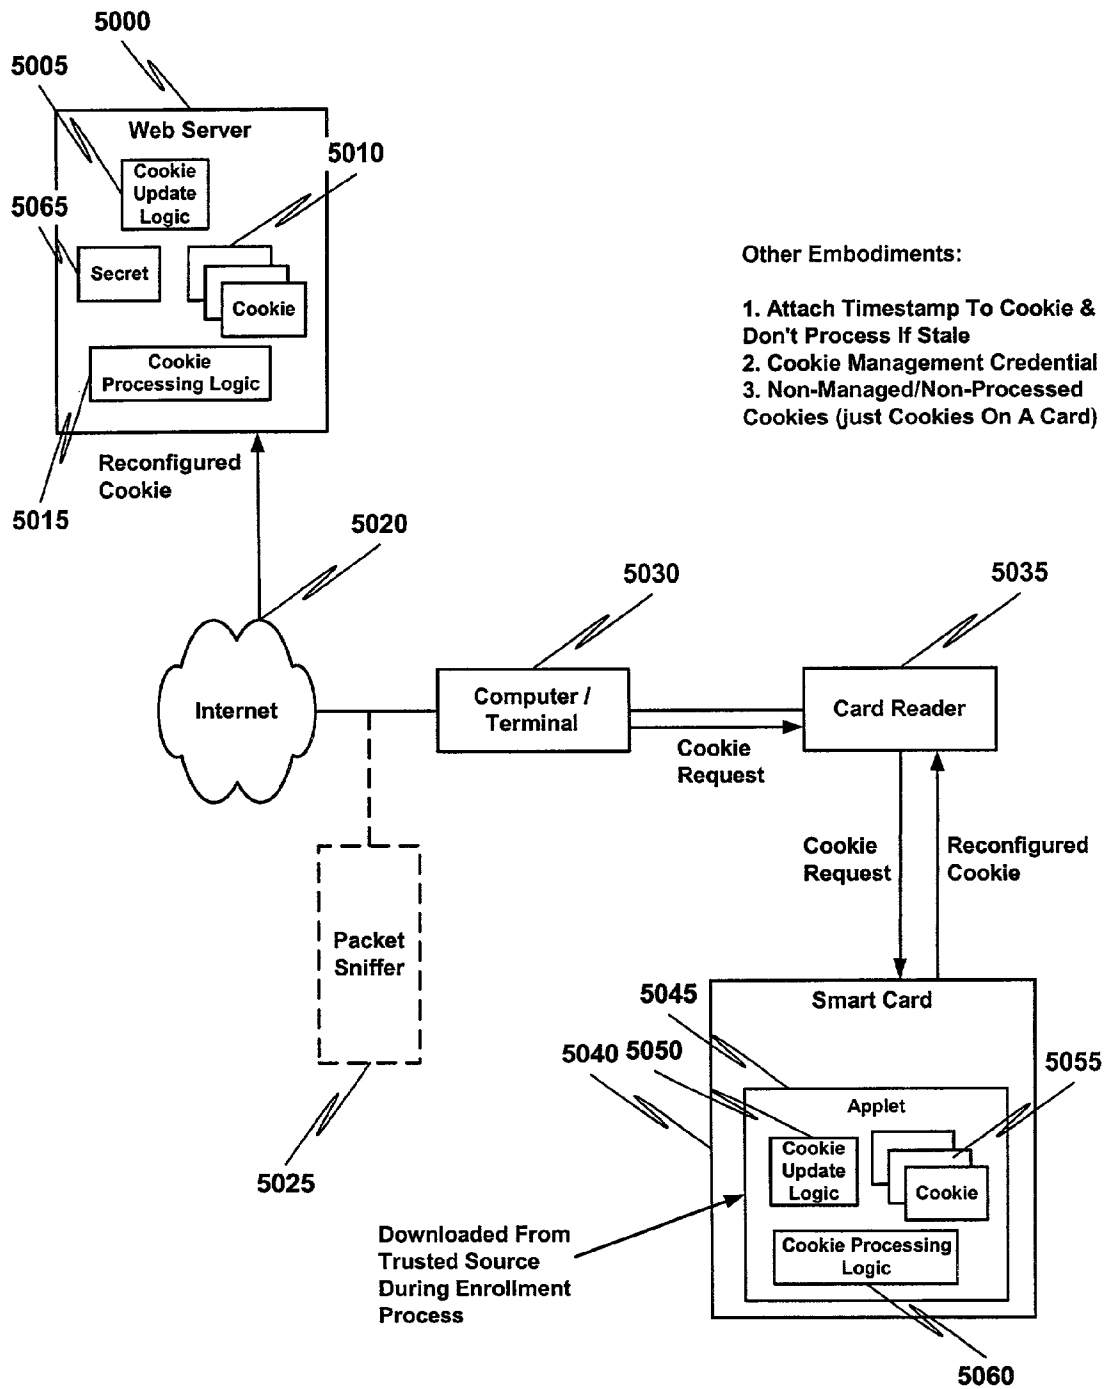 5000
5005
Web Server
5010
Cookie
Update
Logic
5065
Secret
Cookie
Cookie
Processing Logic
Reconfigured
Cookie
5015
Other Embodiments:
1. Attach Timestamp To Cookie &
Don't Process If Stale
2. Cookie Management Credential
3. Non-Managed/Non-Processed
Cookies (just Cookies On A Card)
5020
5030
5035
Internet
Computer /
Terminal
Card Reader
Cookie
Request
Cookie
Request
Reconfigured
Cookie
Packet
Sniffer
5025
Smart Card
5045
5040
5050
5055
Applet
Cookie
Update
Logic
Cookie
Cookie Processing
Logic
Downloaded From
Trusted Source
During Enrollment
Process
5060